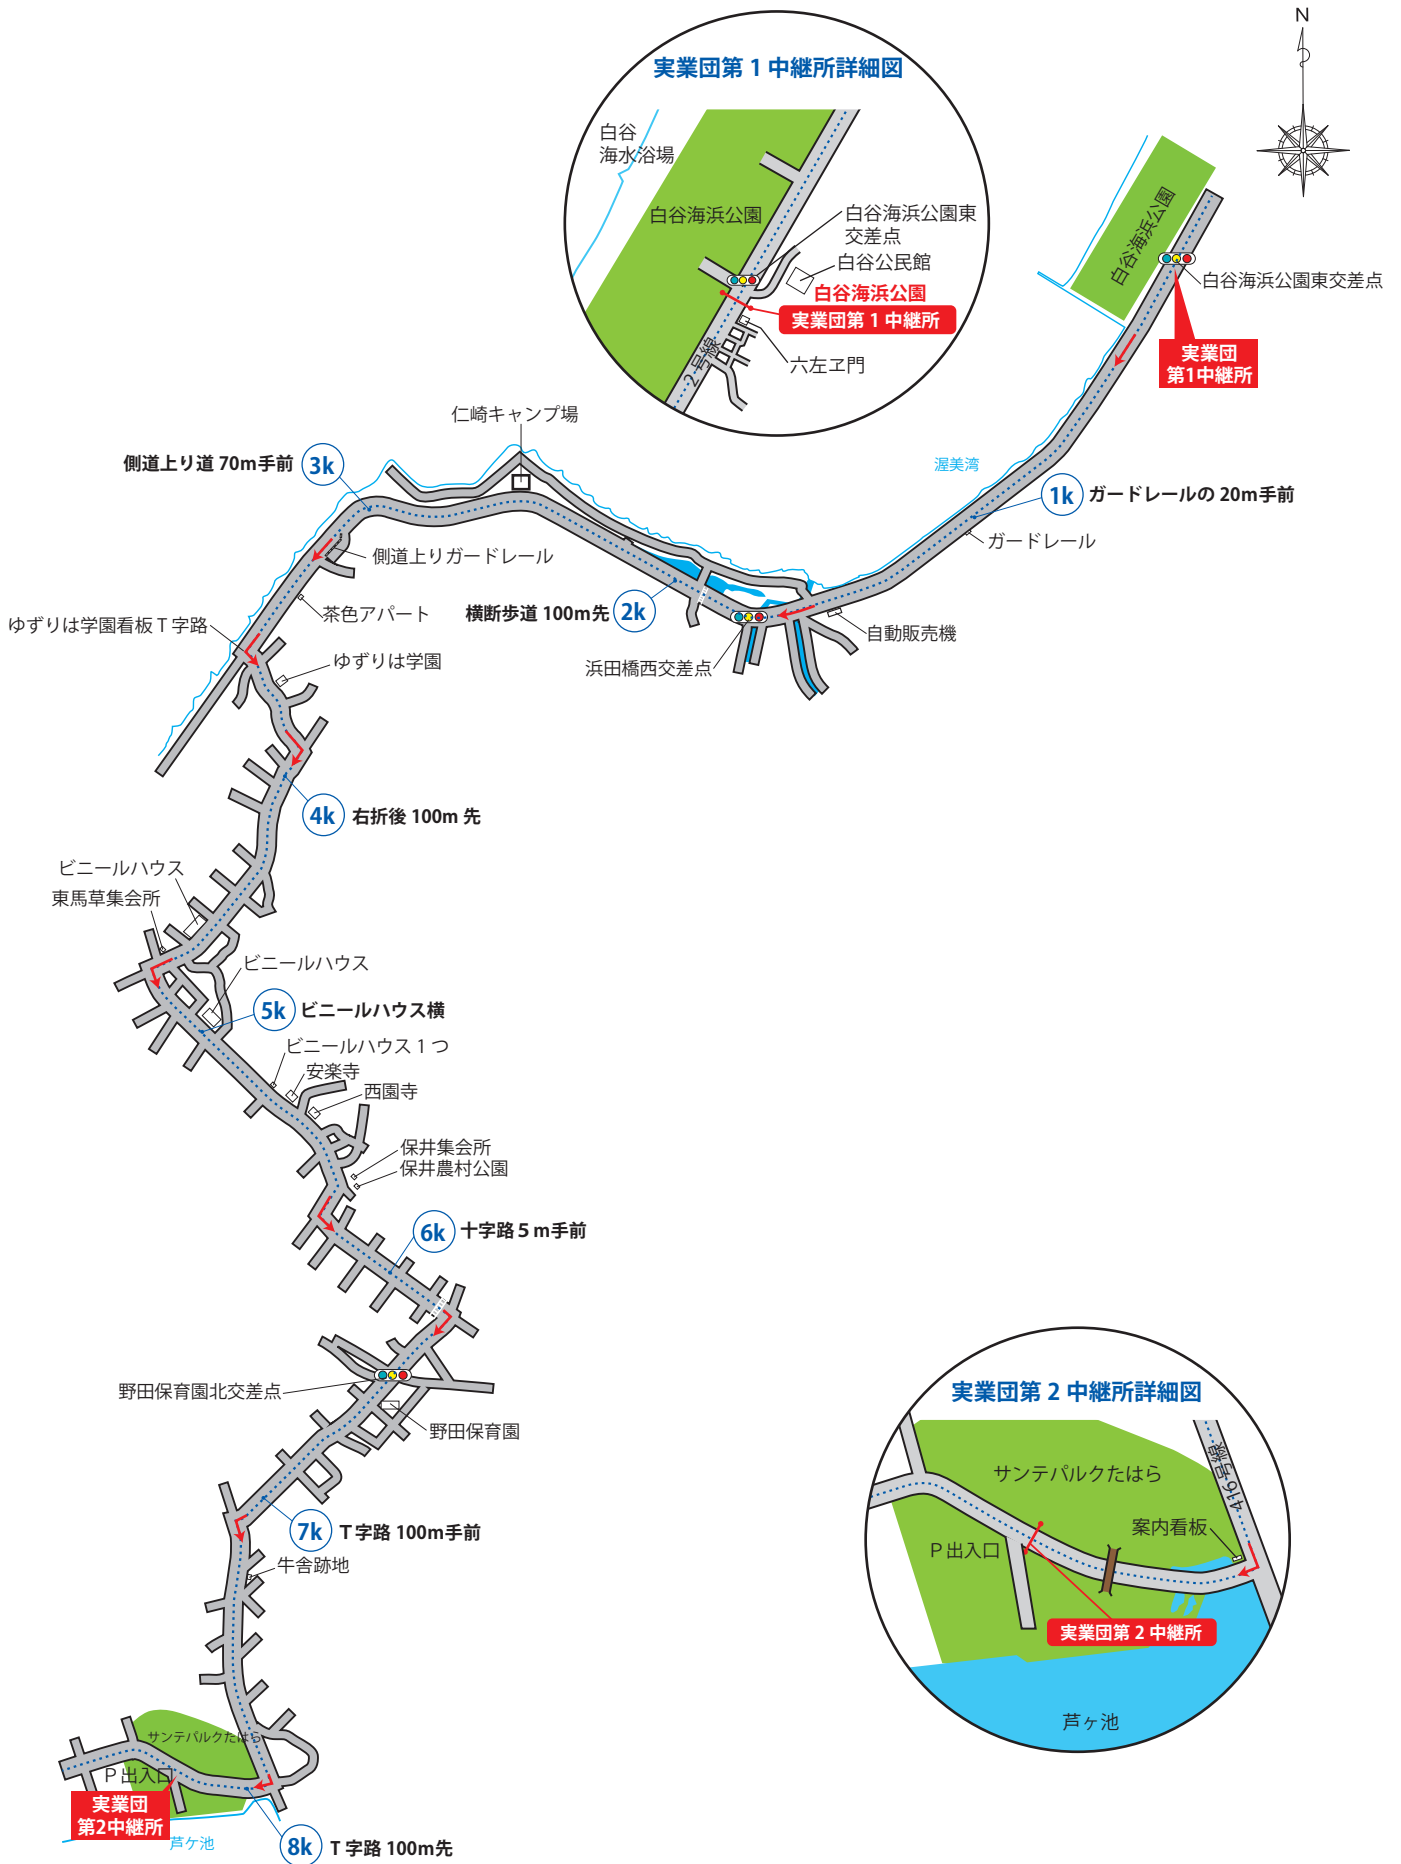 N
実業団第1中継所詳細図
白谷
海水浴場
白谷海浜公園
白谷海浜公園東
交差点
白谷公民館
白谷海浜公園
実業団第1中継所
六左ヱ門
2号線
白谷海浜公園
白谷海浜公園東交差点
実業団
第1中継所
仁崎キャンプ場
側道上り道 70m手前
3k
渥美湾
1k
ガードレールの 20m手前
ガードレール
側道上りガードレール
茶色アパート
横断歩道 100m先
2k
自動販売機
ゆずりは学園看板T字路
ゆずりは学園
浜田橋西交差点
4k
右折後 100m 先
ビニールハウス
東馬草集会所
ビニールハウス
5k
ビニールハウス横
ビニールハウス1つ
安楽寺
西園寺
保井集会所
保井農村公園
6k
十字路5m手前
野田保育園北交差点
野田保育園
実業団第2中継所詳細図
サンテパルクたはら
416号線
案内看板
P出入口
実業団第2中継所
芦ヶ池
7k
T字路 100m手前
牛舎跡地
サンテパルクたはら
P出入口
実業団
第2中継所
芦ケ池
8k
T字路 100m先